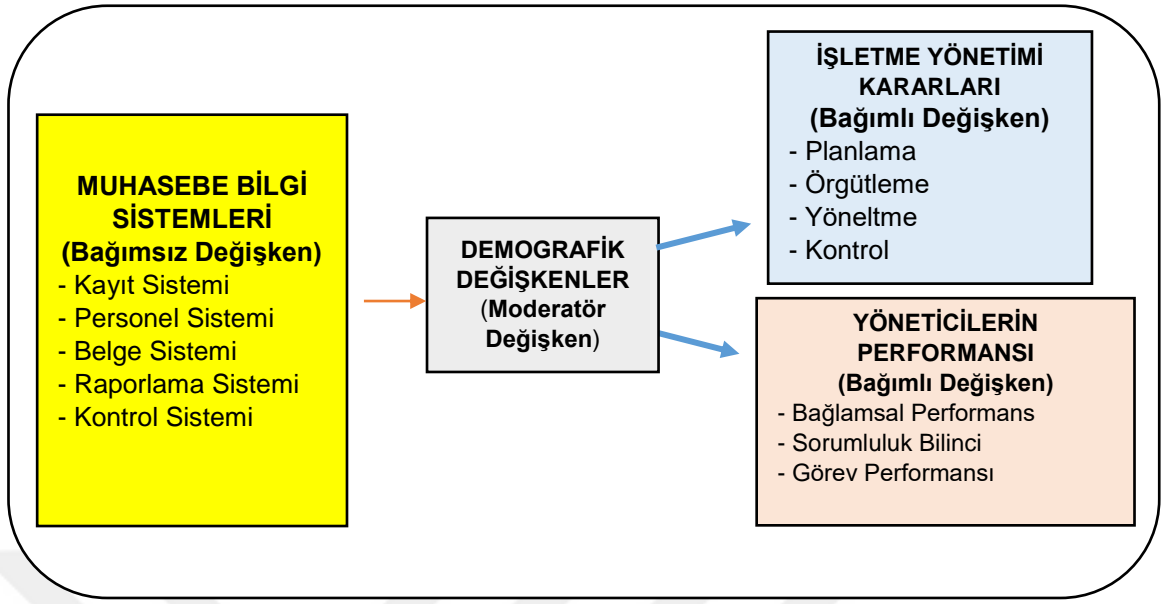 MUHASEBE BİLGİ
SİSTEMLERİ
(Bağımsız Değişken)
- Kayıt Sistemi
- Personel Sistemi
- Belge Sistemi
- Raporlama Sistemi
- Kontrol Sistemi
DEMOGRAFİK
DEĞİŞKENLER
(Moderatör
Değişken)
İŞLETME YÖNETİMİ
KARARLARI
(Bağımlı Değişken)
- Planlama
- Örgütleme
- Yöneltme
- Kontrol
YÖNETİCİLERİN
PERFORMANSI
(Bağımlı Değişken)
- Bağlamsal Performans
- Sorumluluk Bilinci
- Görev Performansı